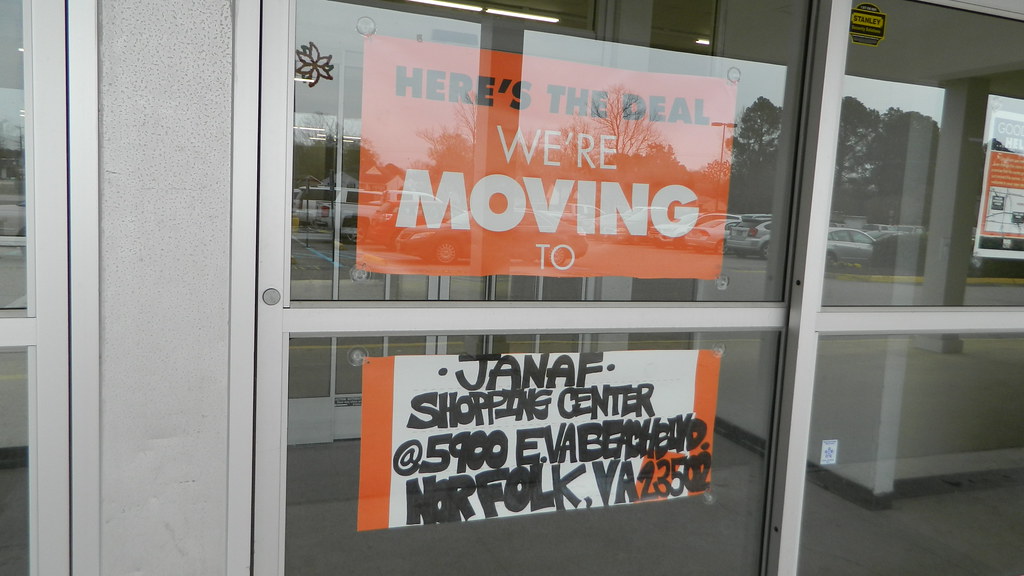 HERE'S THE DEAL
WE'RE
MOVING
TO
·JANAF·
SHOPPING CENTER
@5900 E.VA BEACH BLVD.
NORFOLK, VA 23502
STANLEY